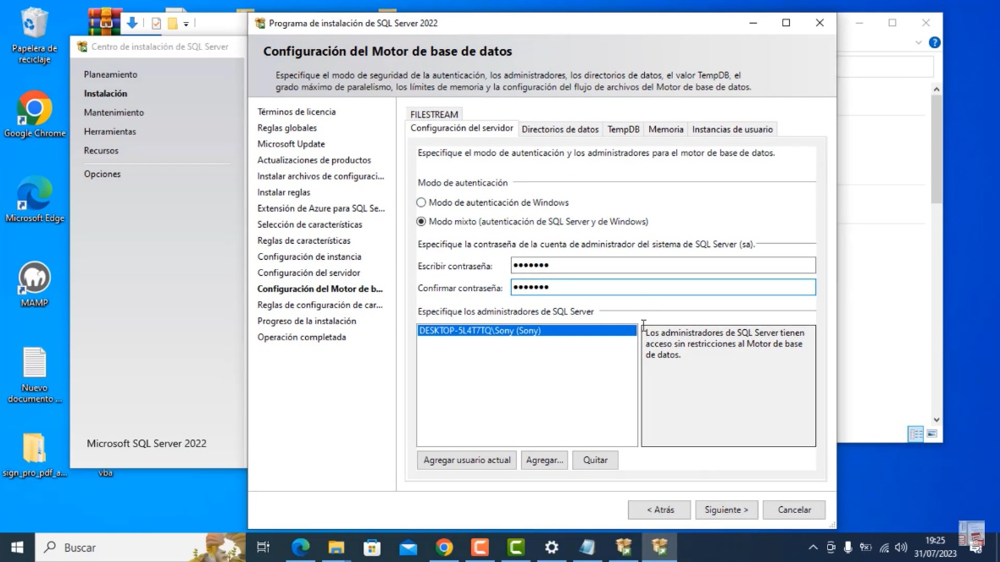 Papelera de
reciclaje
Google Chrome
Microsoft Edge
MAMP
Nuevo
documento ...
sign_pro_pdf_a...
vba
Centro de instalación de SQL Server
Planeamiento
Instalación
Mantenimiento
Herramientas
Recursos
Opciones
Microsoft SQL Server 2022
Programa de instalación de SQL Server 2022
Configuración del Motor de base de datos
Especifique el modo de seguridad de la autenticación, los administradores, los directorios de datos, el valor TempDB, el
grado máximo de paralelismo, los límites de memoria y la configuración del flujo de archivos del Motor de base de datos.
Términos de licencia
Reglas globales
Microsoft Update
Actualizaciones de productos
Instalar archivos de configuraci...
Instalar reglas
Extensión de Azure para SQL Se...
Selección de características
Reglas de características
Configuración de instancia
Configuración del servidor
Configuración del Motor de b...
Reglas de configuración de car...
Progreso de la instalación
Operación completada
FILESTREAM
Configuración del servidor
Directorios de datos
TempDB
Memoria
Instancias de usuario
Especifique el modo de autenticación y los administradores para el motor de base de datos.
Modo de autenticación
Modo de autenticación de Windows
Modo mixto (autenticación de SQL Server y de Windows)
Especifique la contraseña de la cuenta de administrador del sistema de SQL Server (sa).
Escribir contraseña: ●●●●●●●
Confirmar contraseña: ●●●●●●●
Especifique los administradores de SQL Server
DESKTOP-5L4T7TQ\Sony (Sony)
Los administradores de SQL Server tienen
acceso sin restricciones al Motor de base
de datos.
Agregar usuario actual
Agregar...
Quitar
< Atrás
Siguiente >
Cancelar
Buscar
19:25
31/07/2023